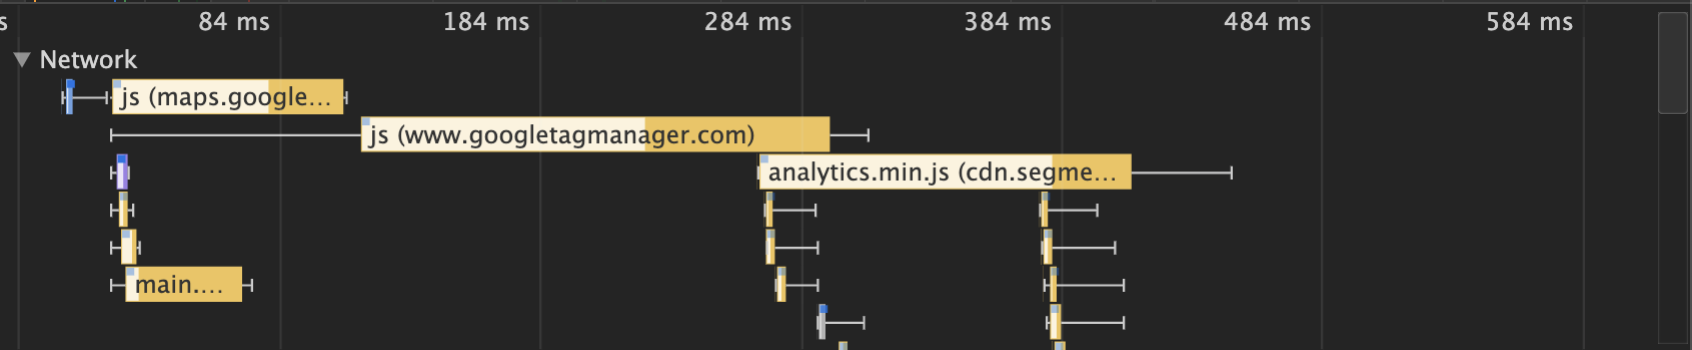 s 84 ms 184 ms 284 ms 384 ms 484 ms 584 ms
Network
js (maps.google...
js (www.googletagmanager.com)
analytics.min.js (cdn.segme...
main....